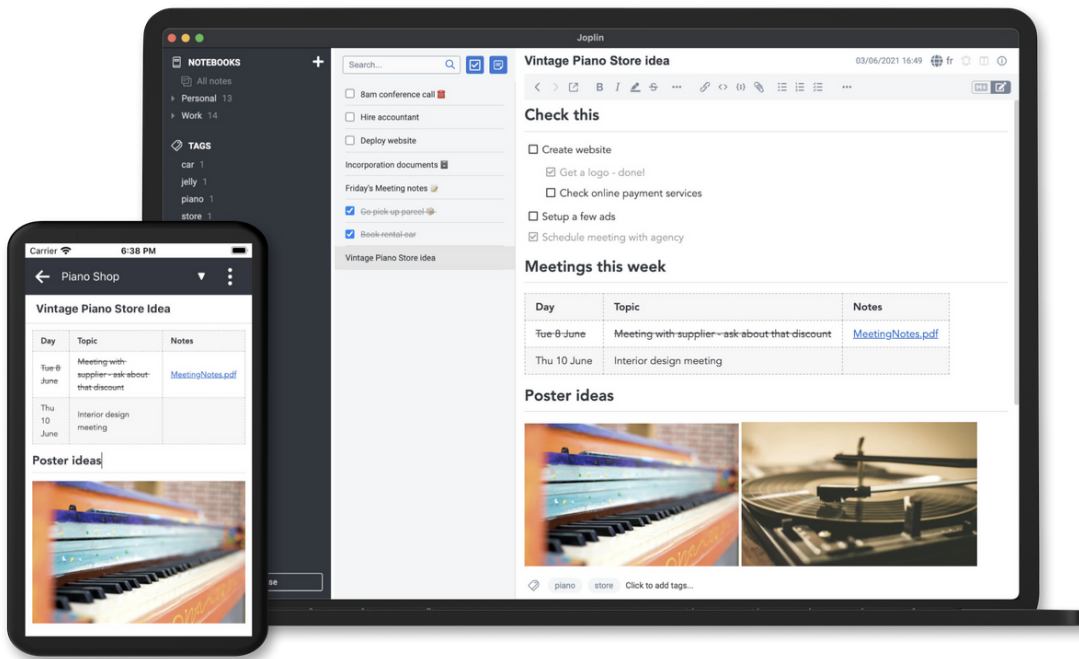 Joplin
NOTEBOOKS
All notes
Personal 13
Work 14
TAGS
car 1
jelly 1
piano 1
store 1
se
Search...
8am conference call
Hire accountant
Deploy website
Incorporation documents
Friday's Meeting notes
Go pick up parcel
Book rental car
Vintage Piano Store idea
Vintage Piano Store idea
03/06/2021 16:49 fr
B I S
Check this
Create website
Get a logo - done!
Check online payment services
Setup a few ads
Schedule meeting with agency
Meetings this week
Day Topic Notes
Tue 8 June Meeting with supplier - ask about that discount MeetingNotes.pdf
Thu 10 June Interior design meeting
Poster ideas
piano store Click to add tags...
Carrier 6:38 PM
Piano Shop
Vintage Piano Store Idea
Day Topic Notes
Tue 8 June Meeting with supplier - ask about that discount MeetingNotes.pdf
Thu 10 June Interior design meeting
Poster ideas